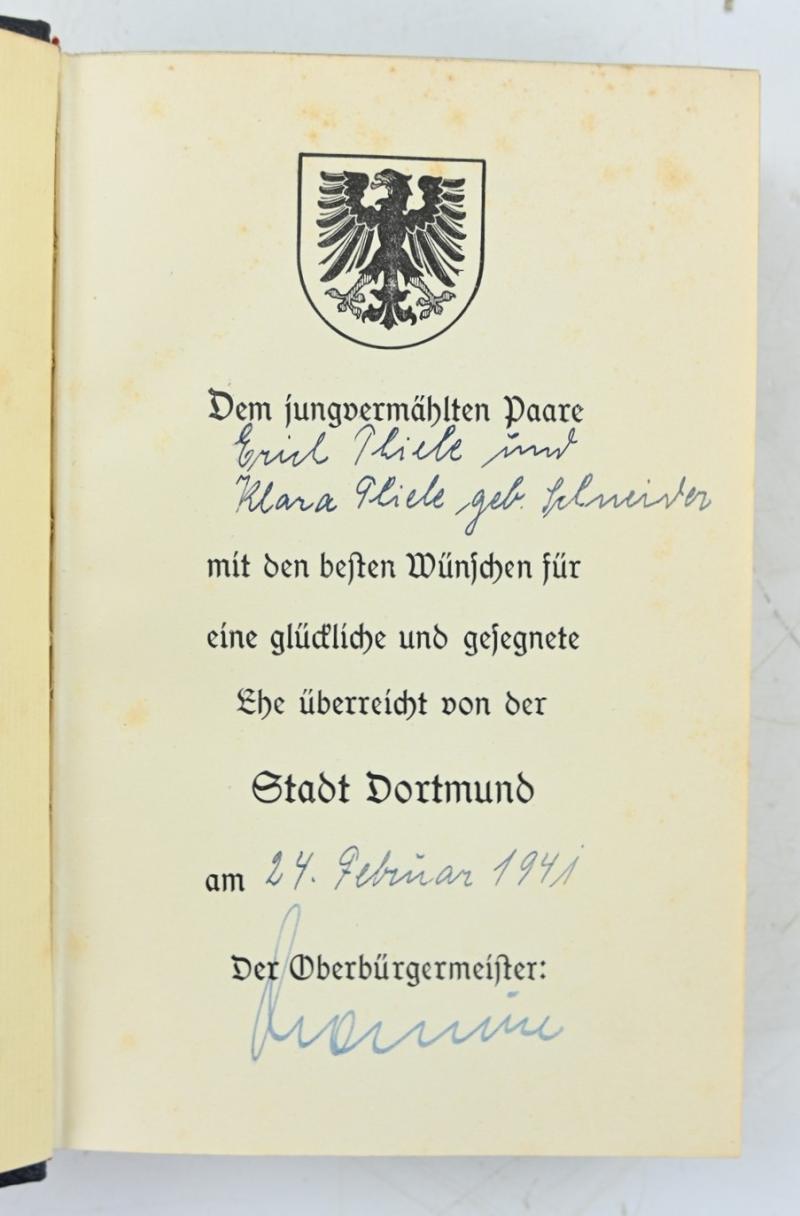 Dem jungvermählten Paare
Erich Thiele und
Klara Thiele geb. Schneider
mit den besten Wünschen für
eine glückliche und gesegnete
Ehe überreicht von der
Stadt Dortmund
am 24. Februar 1941
Der Oberbürgermeister: